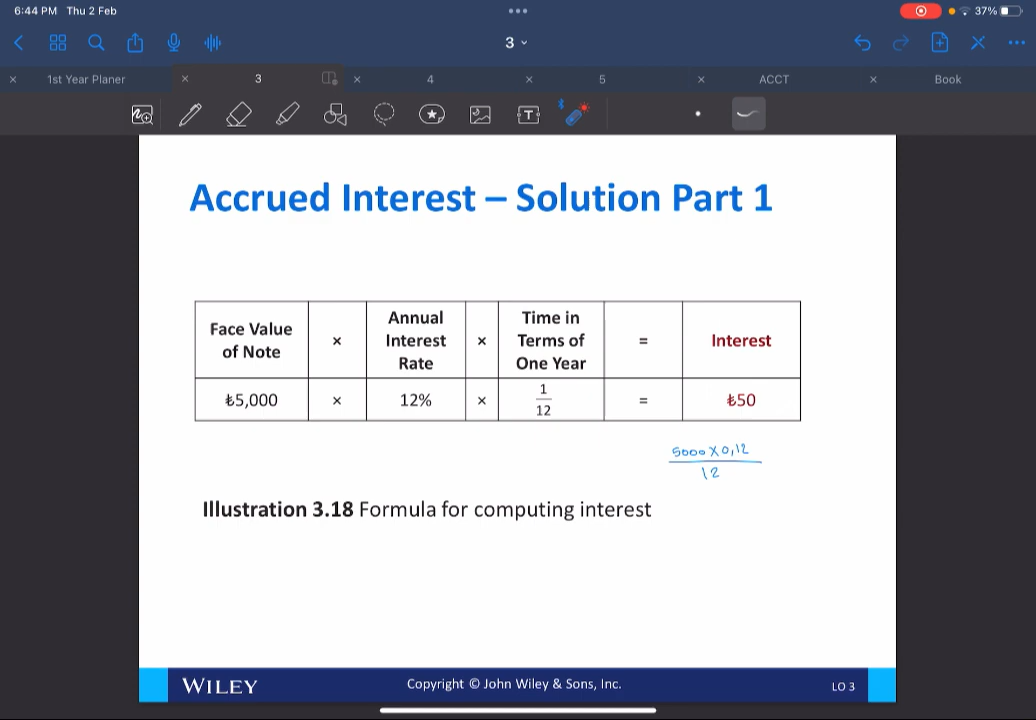 6:44 PM Thu 2 Feb
37%
3
1st Year Planer
3
4
5
ACCT
Book
T
Accrued Interest – Solution Part 1
Face Value of Note × Annual Interest Rate × Time in Terms of One Year = Interest
₺5,000 × 12% × 1/12 = ₺50
5000 X 0,12
12
Illustration 3.18 Formula for computing interest
WILEY
Copyright © John Wiley & Sons, Inc.
LO 3